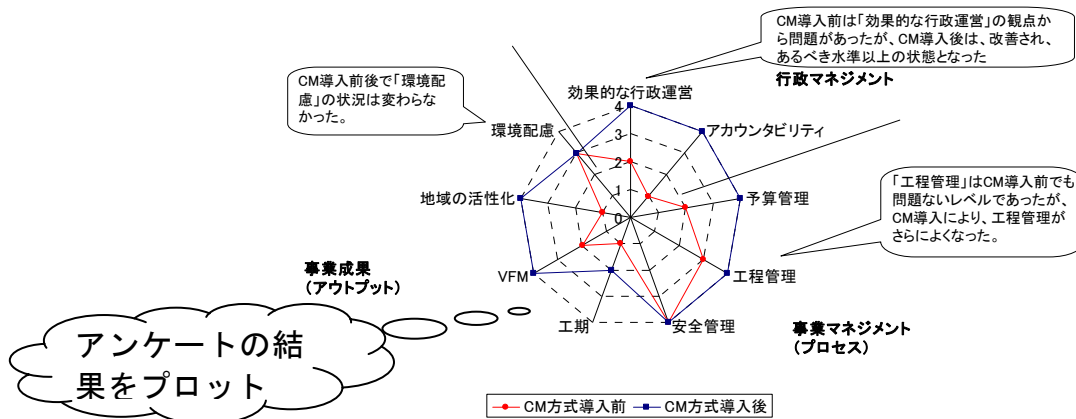 CM導入前は「効果的な行政運営」の観点か
ら問題があったが、CM導入後は、改善され、
あるべき水準以上の状態となった
行政マネジメント
CM導入前後で「環境配
慮」の状況は変わらな
かった。
効果的な行政運営
環境配慮
アカウンタビリティ
地域の活性化
予算管理
4
3
2
1
0
「工程管理」はCM導入前でも
問題ないレベルであったが、
CM導入により、工程管理が
さらによくなった。
事業成果
(アウトプット)
VFM
工程管理
工期
安全管理
事業マネジメント
(プロセス)
アンケートの結
果をプロット
CM方式導入前
CM方式導入後